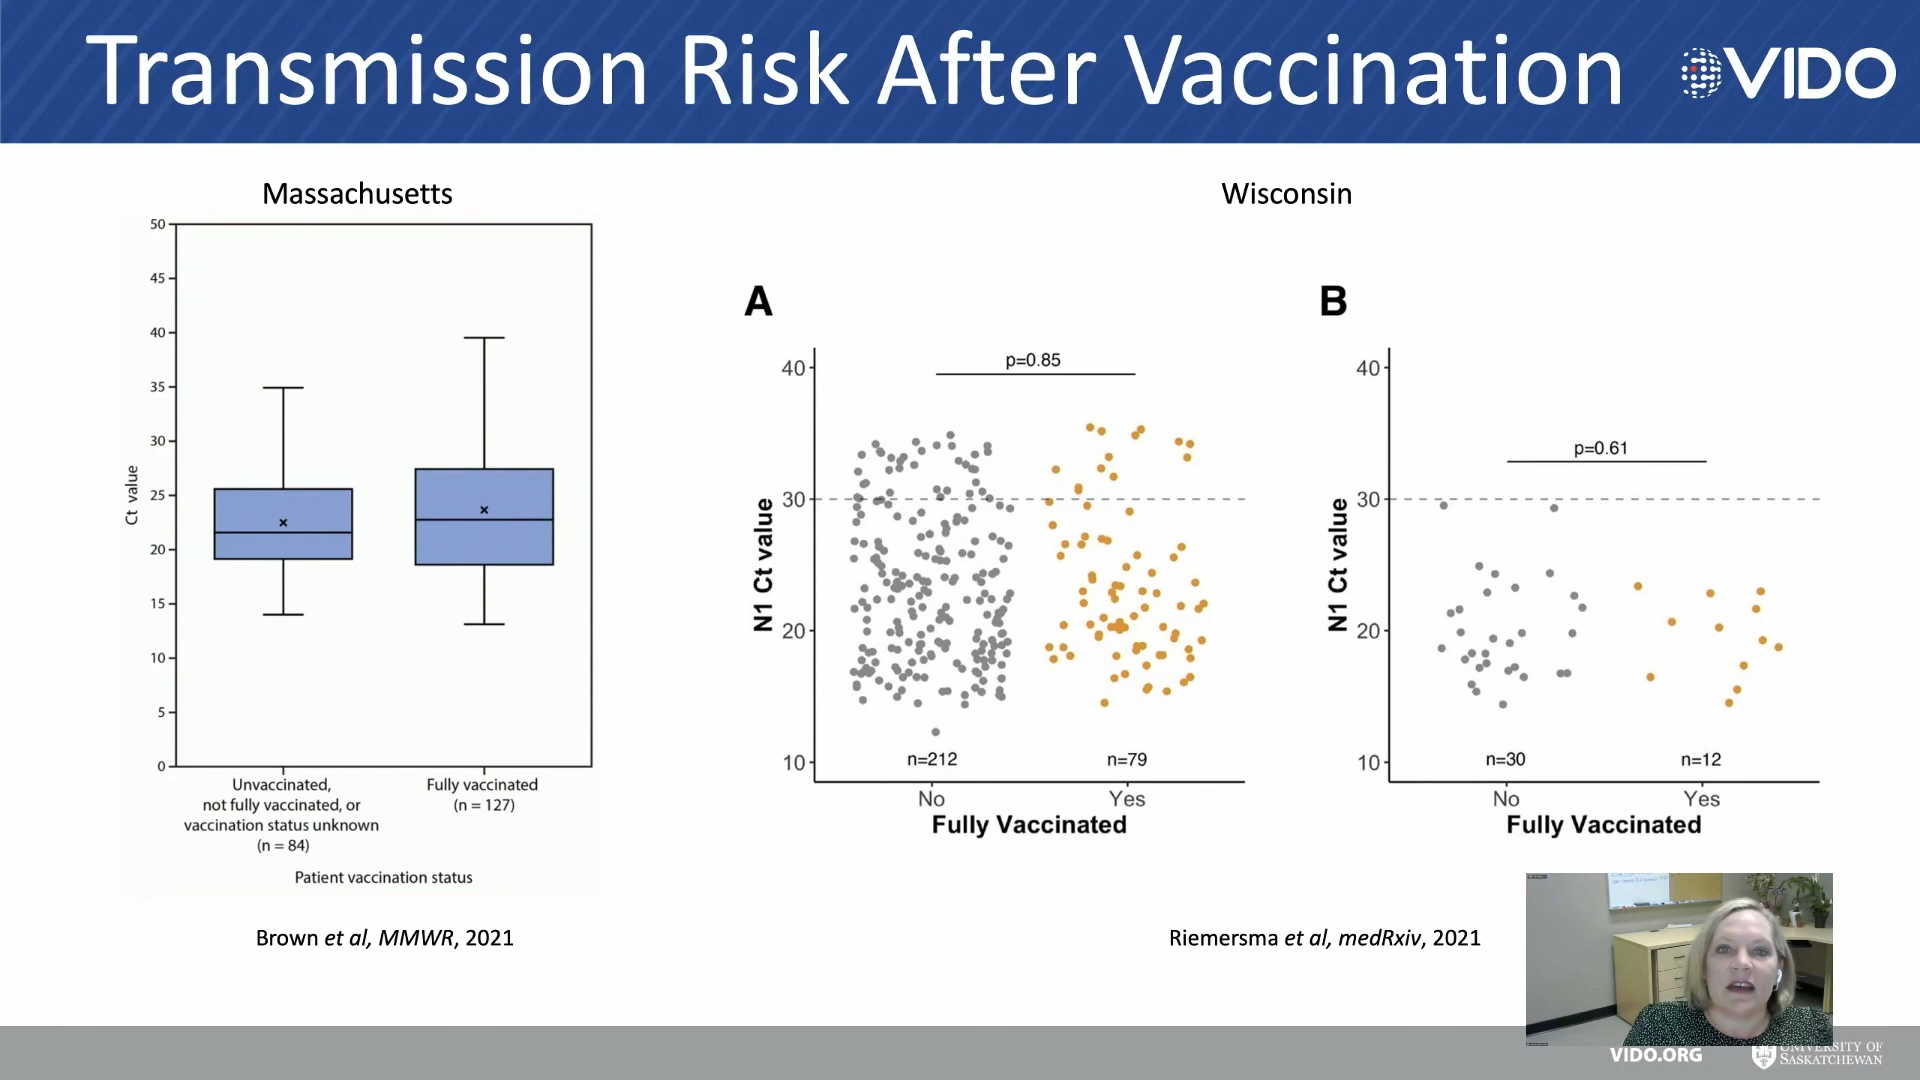 Transmission Risk After Vaccination
VIDO
Massachusetts
50
45
40
35
30
25
20
15
10
5
0
Ct value
Unvaccinated,
not fully vaccinated, or
vaccination status unknown
(n = 84)
Fully vaccinated
(n = 127)
Patient vaccination status
Brown et al, MMWR, 2021
Wisconsin
A
40
30
20
10
N1 Ct value
p=0.85
n=212
n=79
No
Yes
Fully Vaccinated
B
40
30
20
10
N1 Ct value
p=0.61
n=30
n=12
No
Yes
Fully Vaccinated
Riemersma et al, medRxiv, 2021
VIDO.ORG
UNIVERSITY OF
SASKATCHEWAN